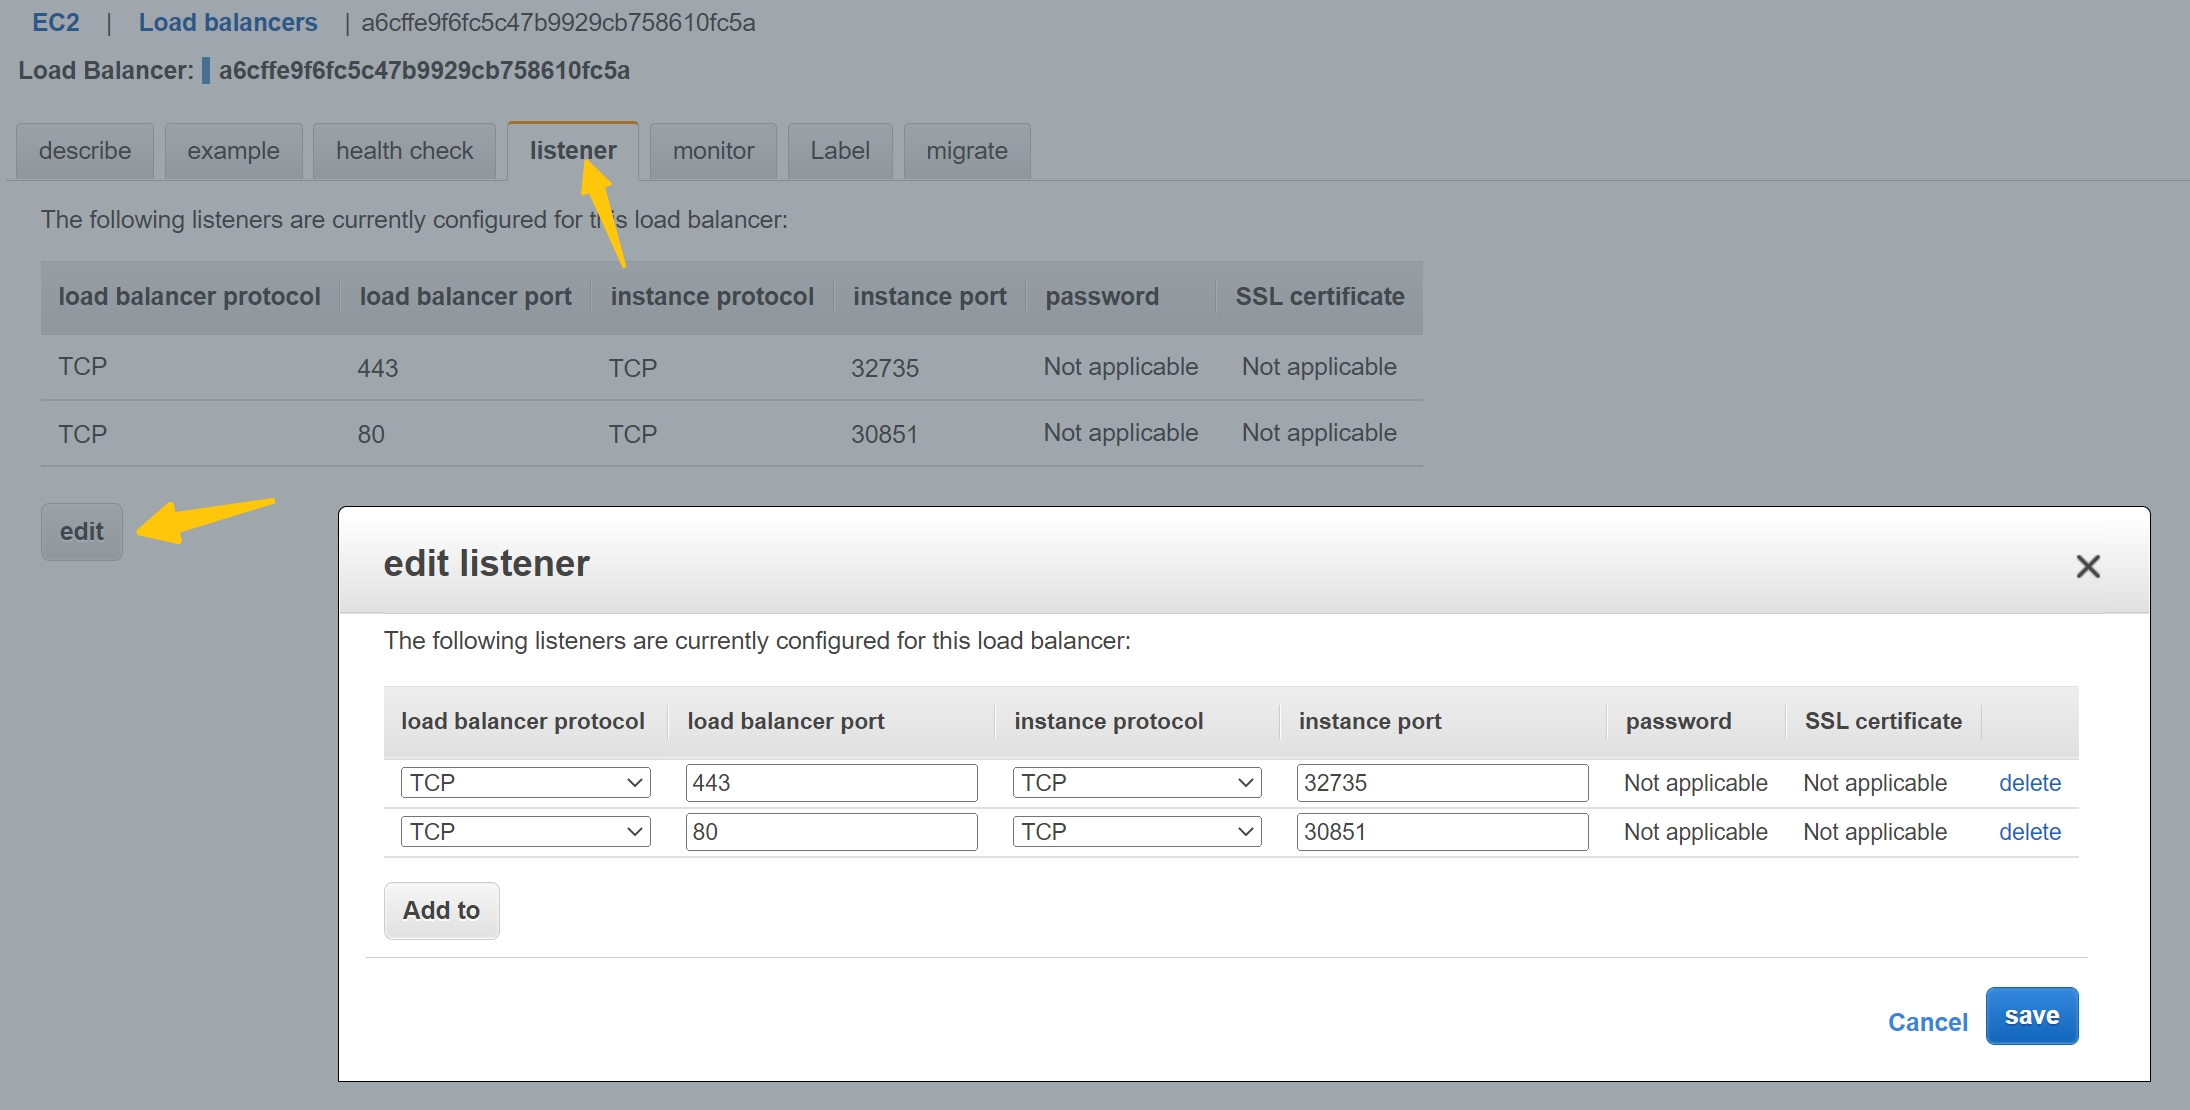 EC2 | Load balancers | a6cffe9f6fc5c47b9929cb758610fc5a
Load Balancer: a6cffe9f6fc5c47b9929cb758610fc5a
describe example health check listener monitor Label migrate
The following listeners are currently configured for this load balancer:
load balancer protocol load balancer port instance protocol instance port password SSL certificate
TCP 443 TCP 32735 Not applicable Not applicable
TCP 80 TCP 30851 Not applicable Not applicable
edit
edit listener
The following listeners are currently configured for this load balancer:
load balancer protocol load balancer port instance protocol instance port password SSL certificate
TCP 443 TCP 32735 Not applicable Not applicable delete
TCP 80 TCP 30851 Not applicable Not applicable delete
Add to
Cancel save